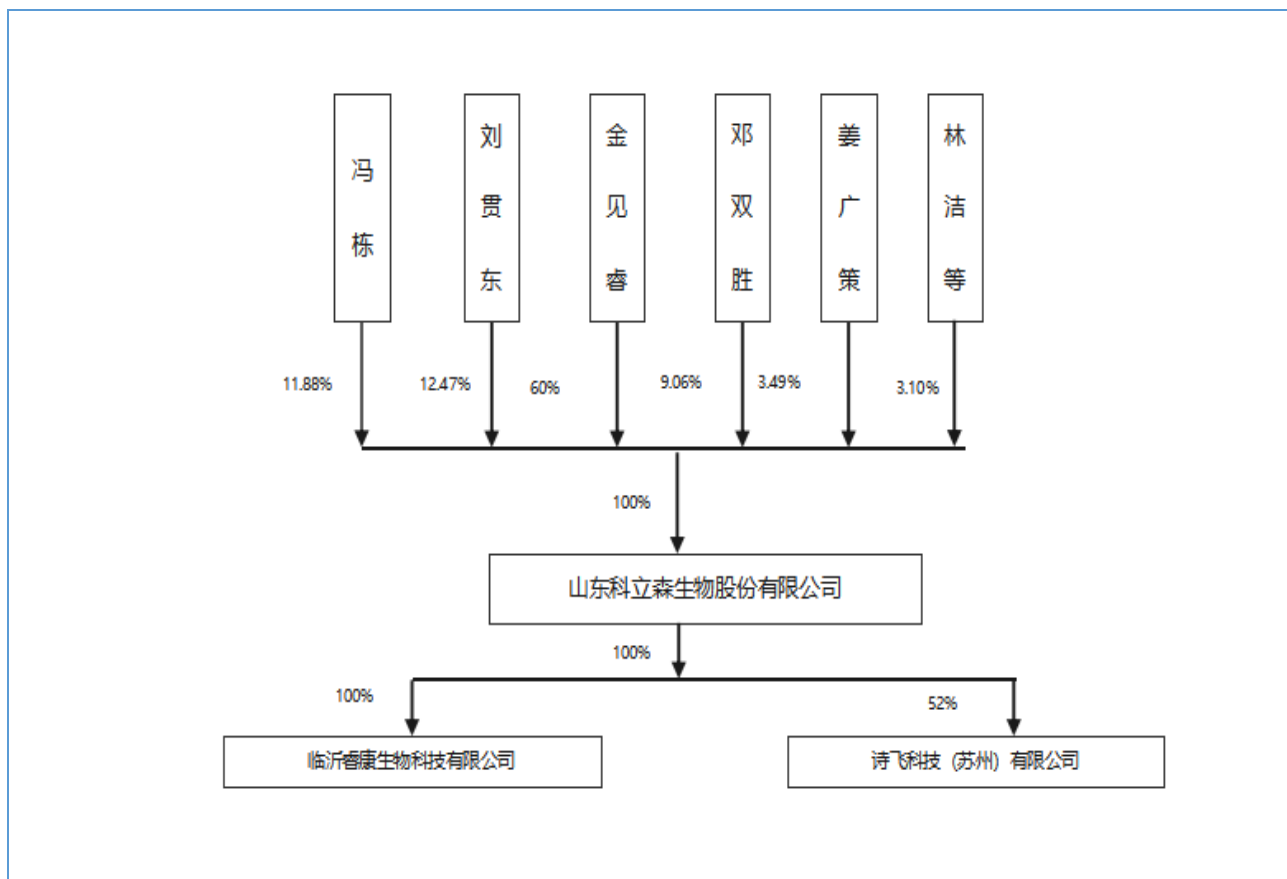 冯栋
刘贯东
金见睿
邓双胜
姜广策
林洁等
11.88%
12.47%
60%
9.06%
3.49%
3.10%
100%
山东科立森生物股份有限公司
100%
100%
52%
临沂睿康生物科技有限公司
诗飞科技（苏州）有限公司